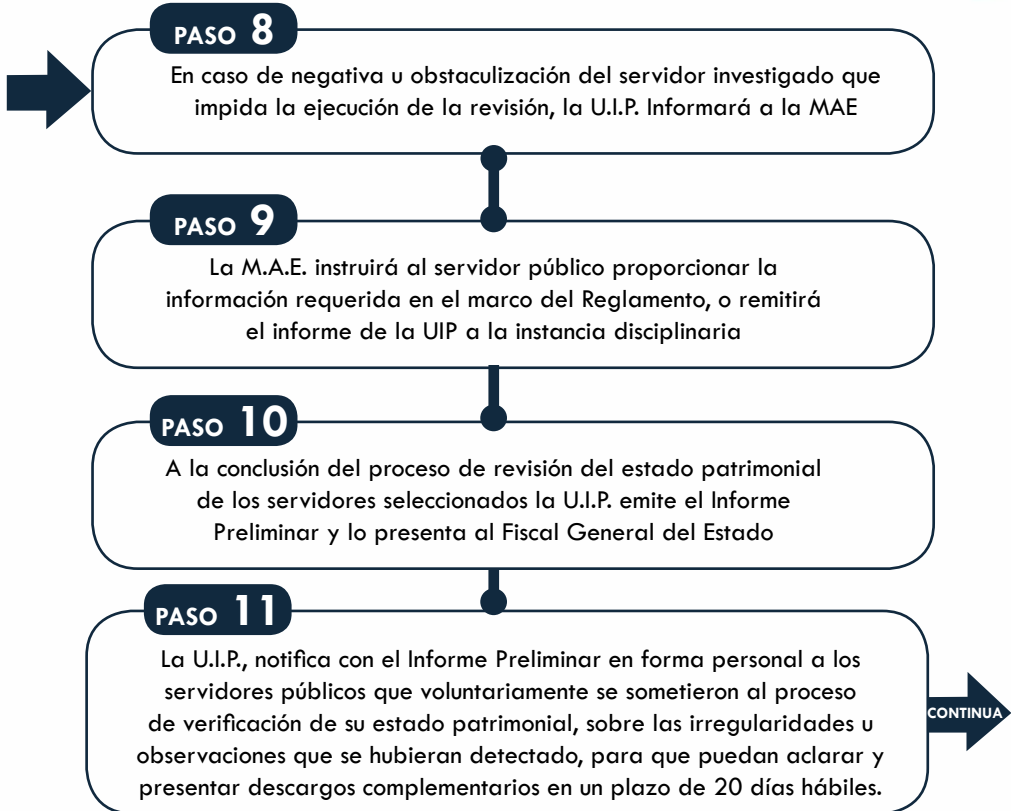 PASO 8
En caso de negativa u obstaculización del servidor investigado que
impida la ejecución de la revisión, la U.I.P. Informará a la MAE
PASO 9
La M.A.E. instruirá al servidor público proporcionar la
información requerida en el marco del Reglamento, o remitirá
el informe de la UIP a la instancia disciplinaria
PASO 10
A la conclusión del proceso de revisión del estado patrimonial
de los servidores seleccionados la U.I.P. emite el Informe
Preliminar y lo presenta al Fiscal General del Estado
PASO 11
La U.I.P., notifica con el Informe Preliminar en forma personal a los
servidores públicos que voluntariamente se sometieron al proceso
de verificación de su estado patrimonial, sobre las irregularidades u
observaciones que se hubieran detectado, para que puedan aclarar y
presentar descargos complementarios en un plazo de 20 días hábiles.
CONTINUA